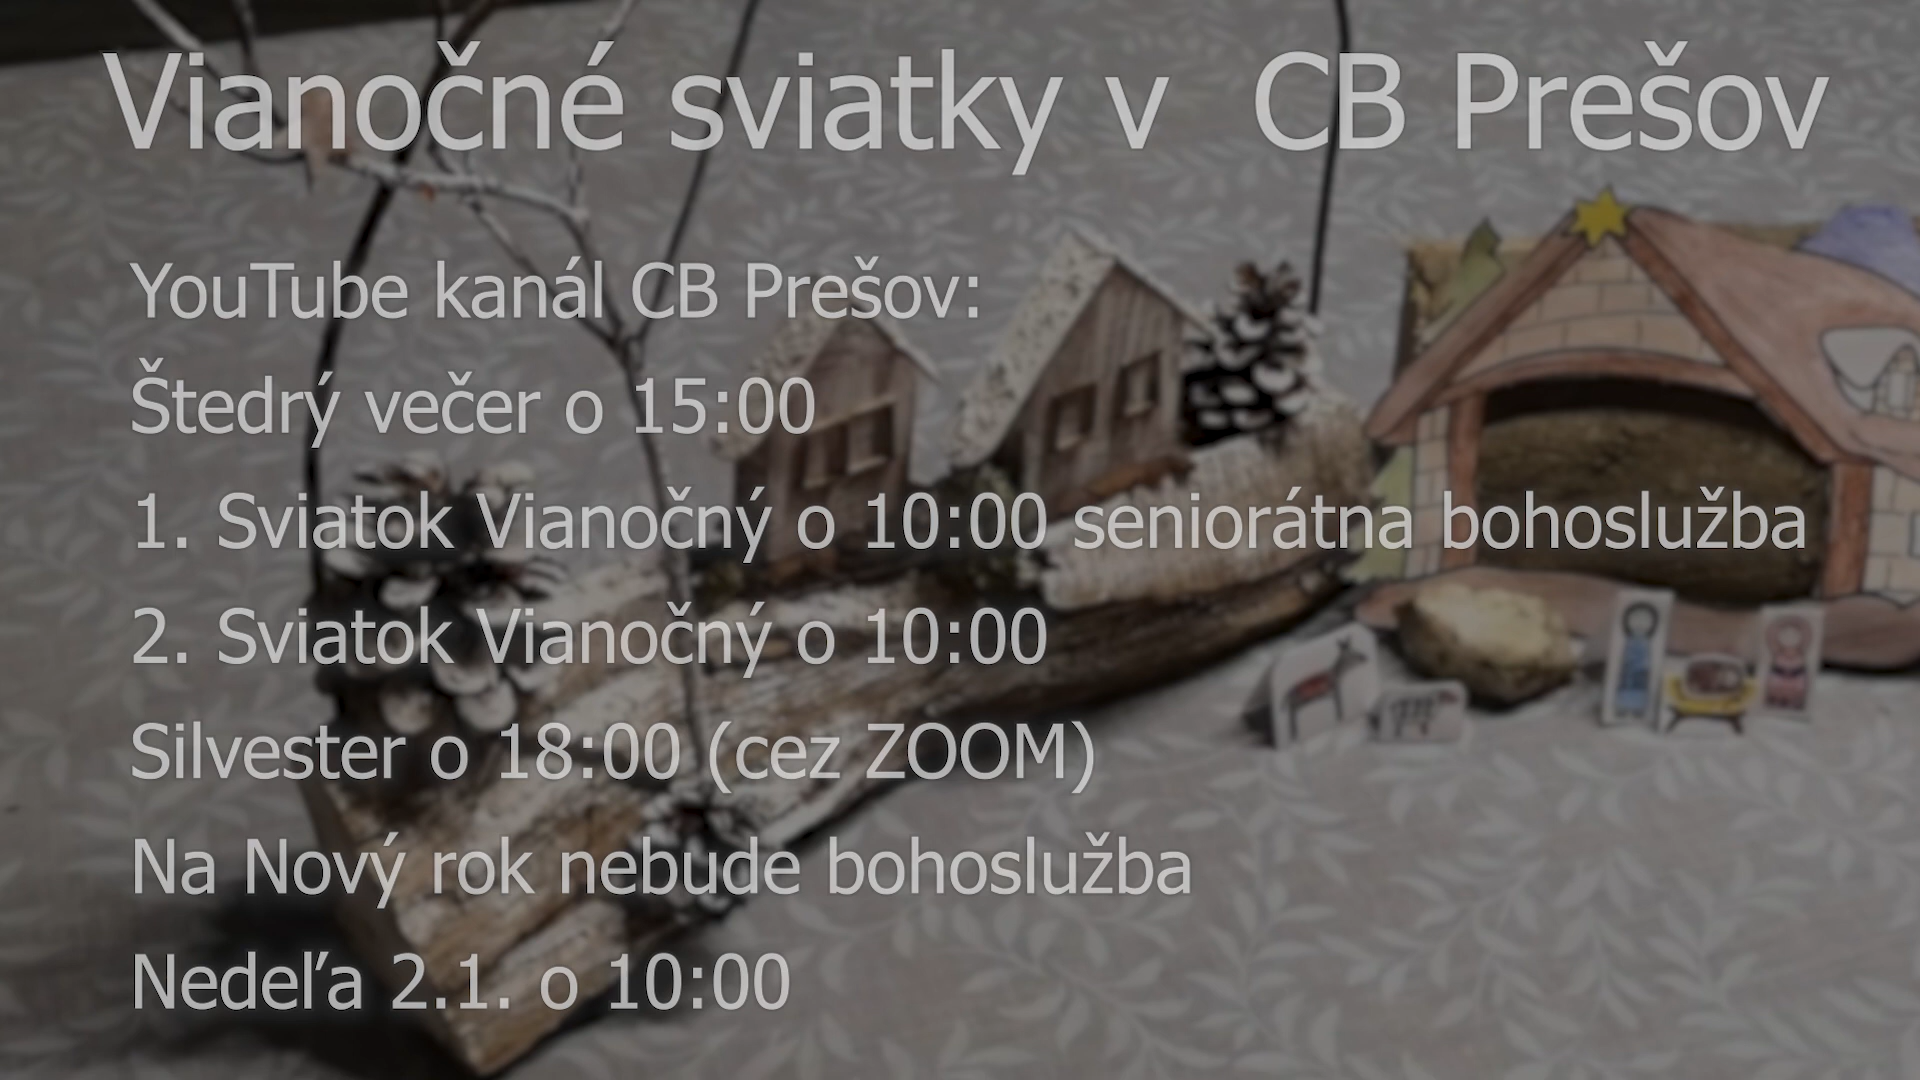 Vianočné sviatky v CB Prešov
YouTube kanál CB Prešov:
Štedrý večer o 15:00
1. Sviatok Vianočný o 10:00 seniorátna bohoslužba
2. Sviatok Vianočný o 10:00
Silvester o 18:00 (cez ZOOM)
Na Nový rok nebude bohoslužba
Nedeľa 2.1. o 10:00